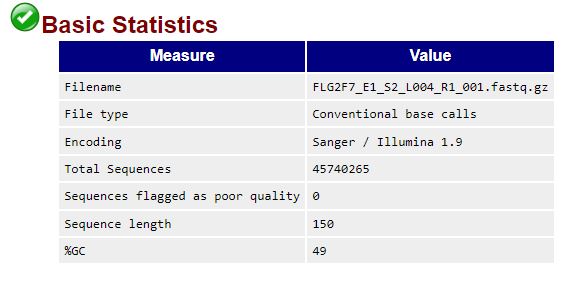 Basic Statistics
Measure Value
Filename FLG2F7_E1_S2_L004_R1_001.fastq.gz
File type Conventional base calls
Encoding Sanger / Illumina 1.9
Total Sequences 45740265
Sequences flagged as poor quality 0
Sequence length 150
%GC 49